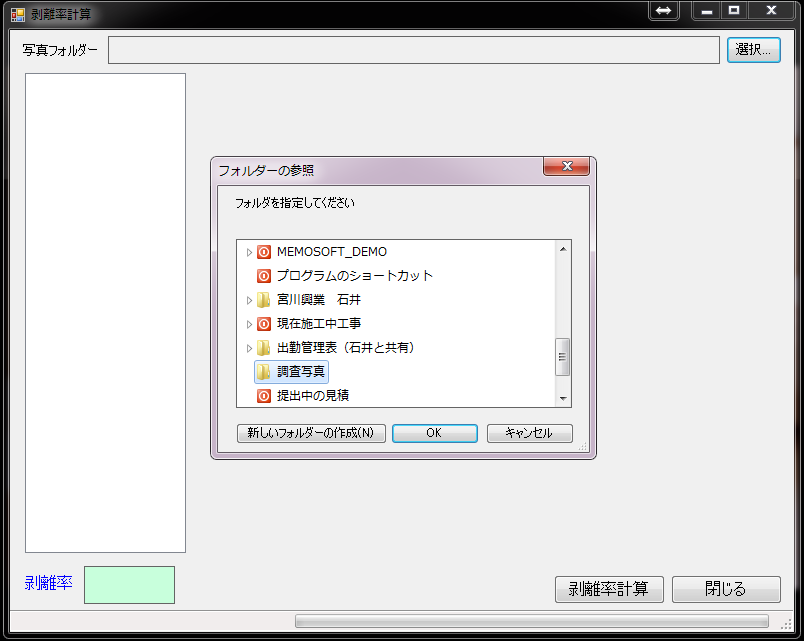 剥離率計算
写真フォルダー
選択...
フォルダーの参照
フォルダを指定してください
MEMOSOFT_DEMO
プログラムのショートカット
宮川興業　石井
現在施工中工事
出勤管理表（石井と共有）
調査写真
提出中の見積
新しいフォルダーの作成(N)
OK
キャンセル
剥離率
剥離率計算
閉じる